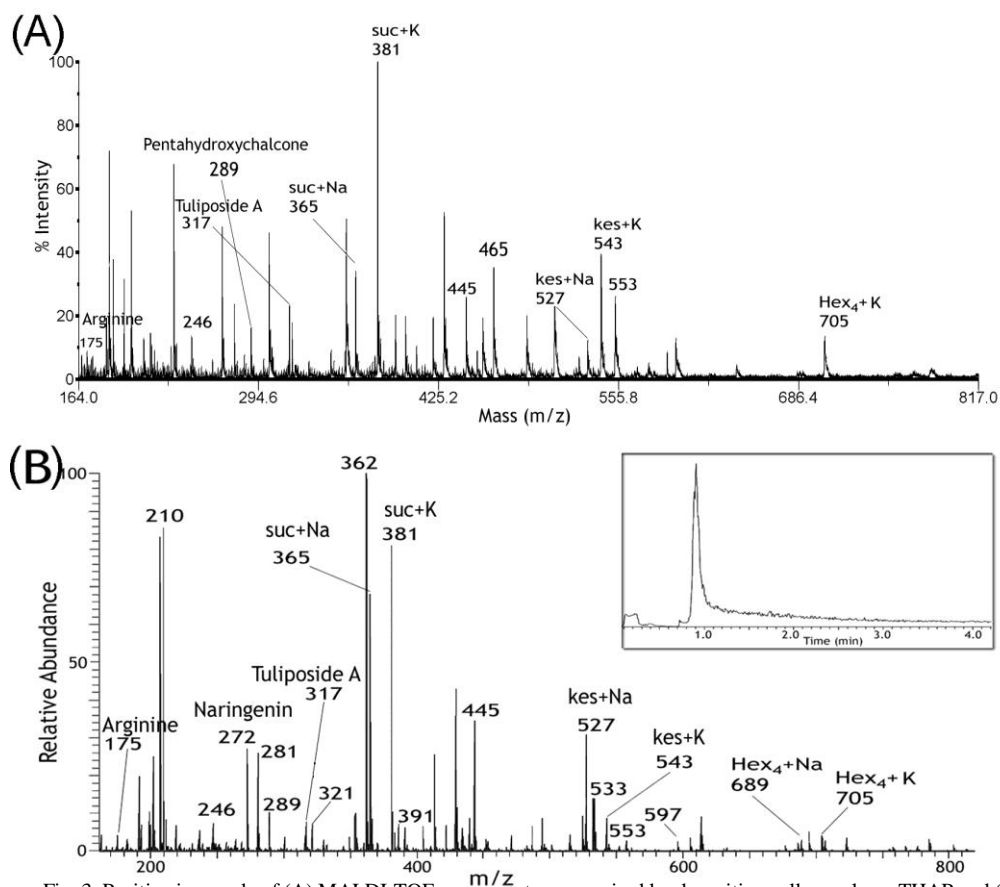 (A)
suc+K
381
100
80
60
40
20
0
% Intensity
Pentahydroxychalcone
289
Tuliposide A
317
suc+Na
365
Arginine
175
246
445
465
kes+Na
527
kes+K
543
553
Hex4+K
705
164.0 294.6 425.2 555.8 686.4 817.0
Mass (m/z)
(B)
100
50
0
Relative Abundance
210
362
suc+Na
365
suc+K
381
Tuliposide A
317
Naringenin
272
281
Arginine
175
246
289
321
391
445
kes+Na
527
533
kes+K
543
553
597
Hex4+Na
689
Hex4+K
705
200 400 600 800
m/z
1.0 2.0 3.0 4.0
Time (min)